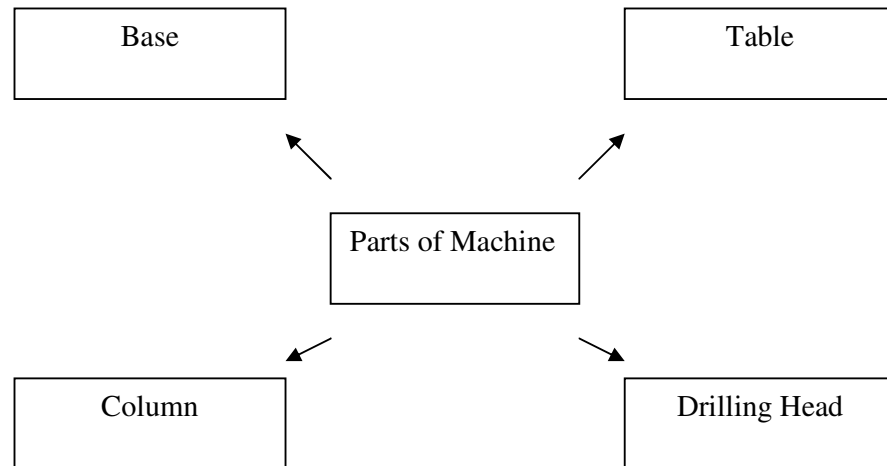 Base
Table
Parts of Machine
Column
Drilling Head